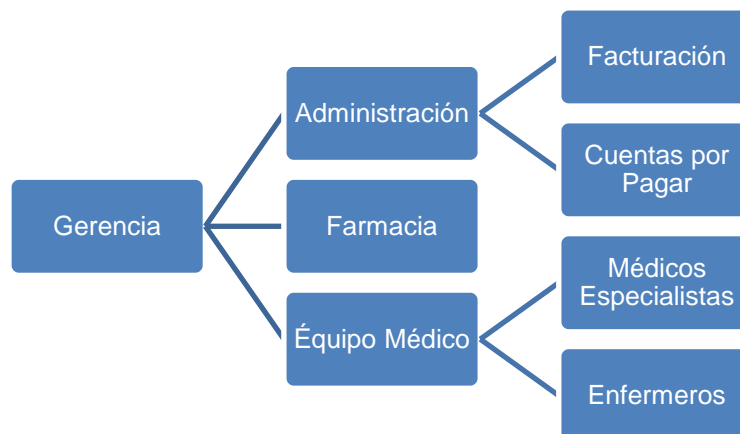 Gerencia
Administración
Farmacia
Équipo Médico
Facturación
Cuentas por
Pagar
Médicos
Especialistas
Enfermeros